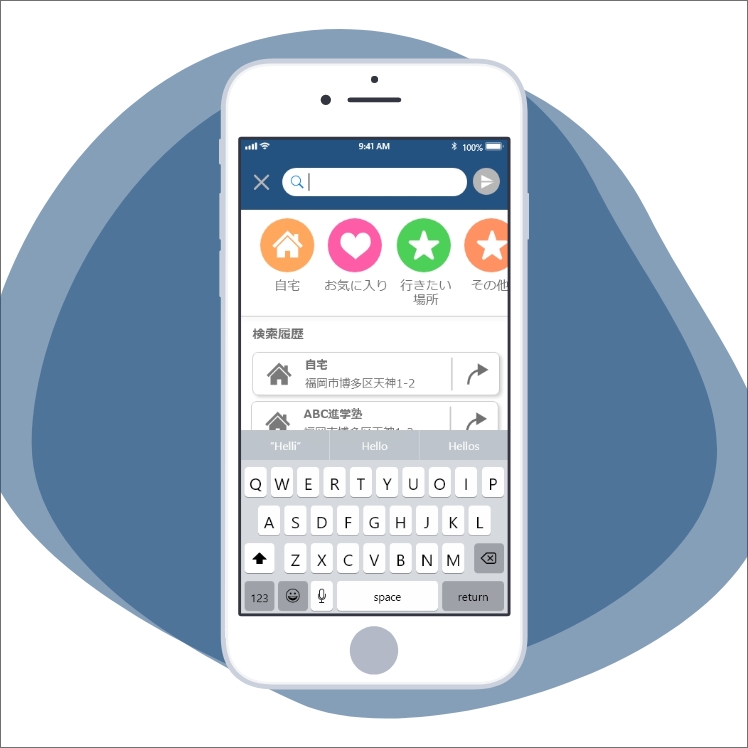 9:41 AM 100%
自宅 お気に入り 行きたい その他
場所
検索履歴
自宅
福岡市博多区天神1-2
ABC進学塾
"Helli" Hello Hellos
Q W E R T Y U O I P
A S D F G H J K L
Z X C V B N M
123 space return